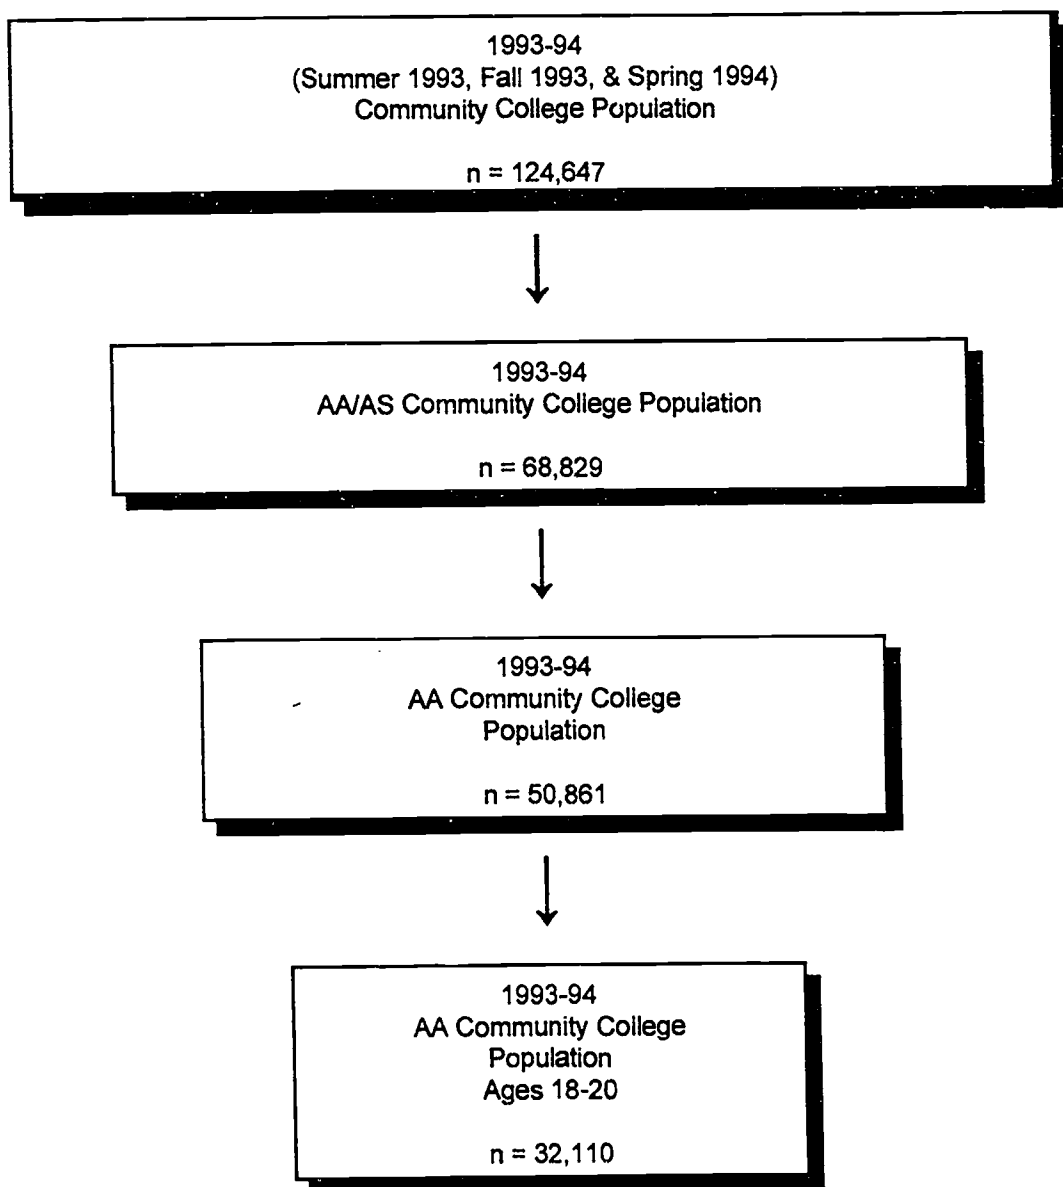 1993-94
(Summer 1993, Fall 1993, & Spring 1994)
Community College Population
n = 124,647
1993-94
AA/AS Community College Population
n = 68,829
1993-94
AA Community College
Population
n = 50,861
1993-94
AA Community College
Population
Ages 18-20
n = 32,110